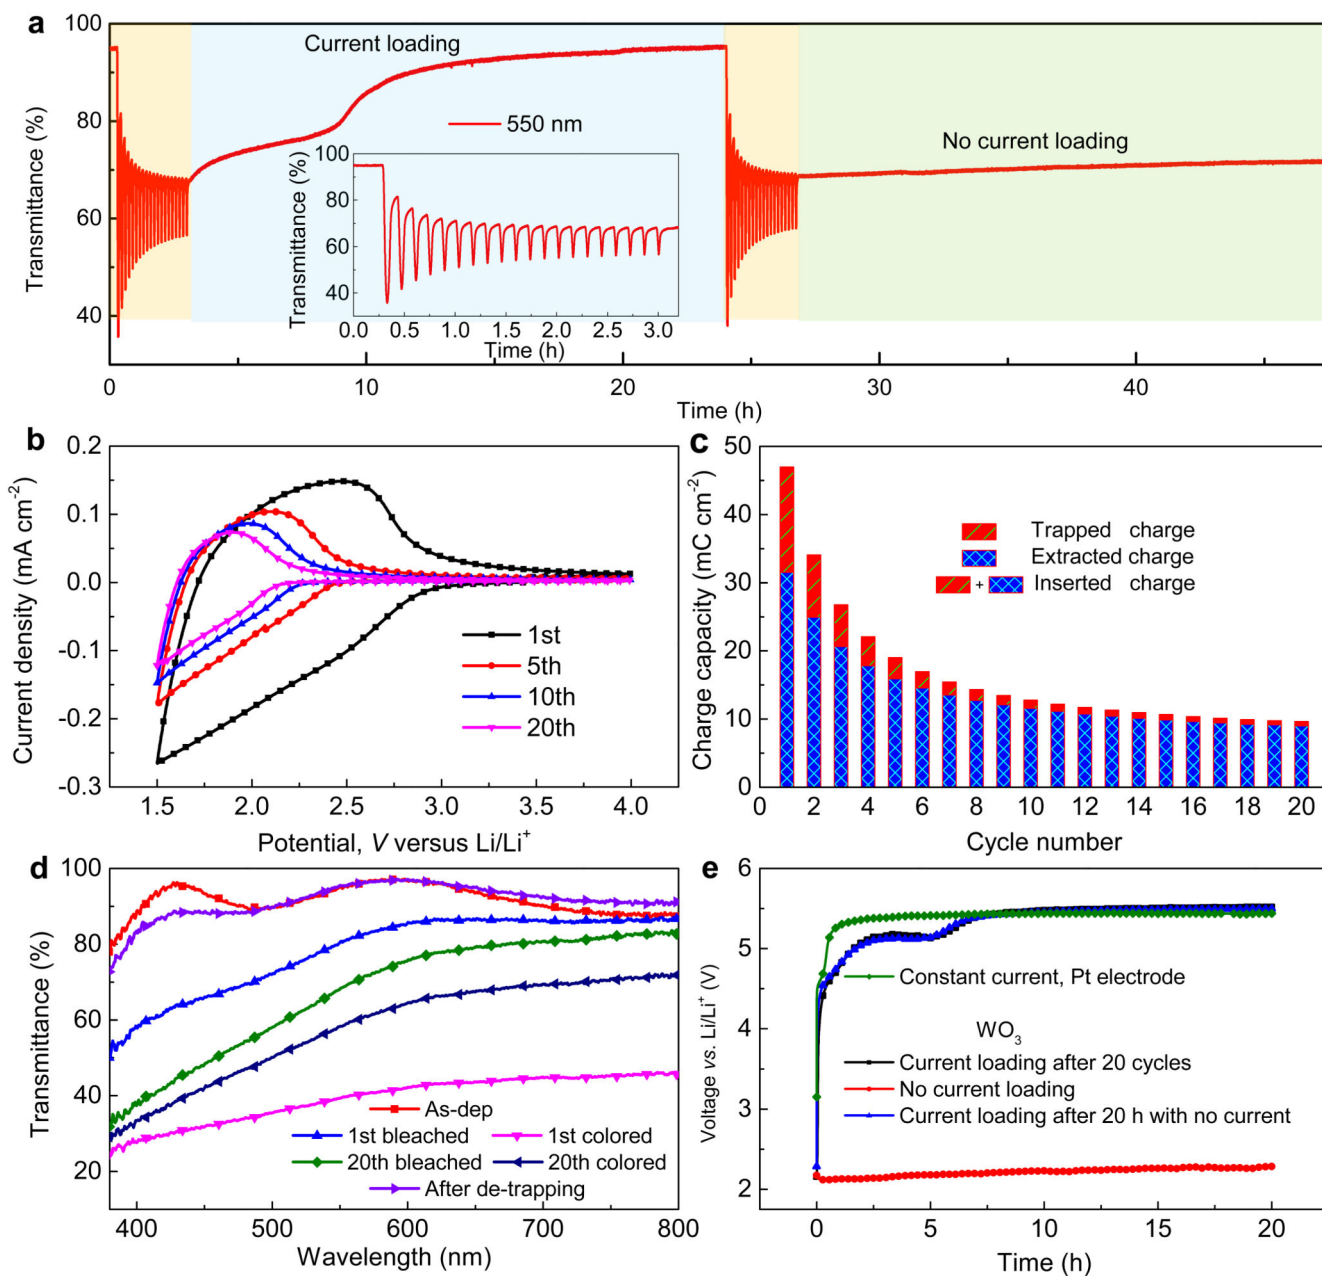 a
Transmittance (%)
100
80
60
40
Current loading
550 nm
No current loading
Transmittance (%)
100
80
60
40
0.0 0.5 1.0 1.5 2.0 2.5 3.0
Time (h)
0 10 20 30 40
Time (h)
b
Current density (mA cm-2)
0.2
0.1
0.0
-0.1
-0.2
-0.3
1st
5th
10th
20th
1.5 2.0 2.5 3.0 3.5 4.0
Potential, V versus Li/Li+
c
Charge capacity (mC cm-2)
50
40
30
20
10
0
Trapped charge
Extracted charge
+ Inserted charge
0 2 4 6 8 10 12 14 16 18 20
Cycle number
d
Transmittance (%)
100
80
60
40
20
As-dep
1st bleached 1st colored
20th bleached 20th colored
After de-trapping
400 500 600 700 800
Wavelength (nm)
e
Voltage vs. Li/Li+ (V)
6
5
4
3
2
Constant current, Pt electrode
WO3
Current loading after 20 cycles
No current loading
Current loading after 20 h with no current
0 5 10 15 20
Time (h)